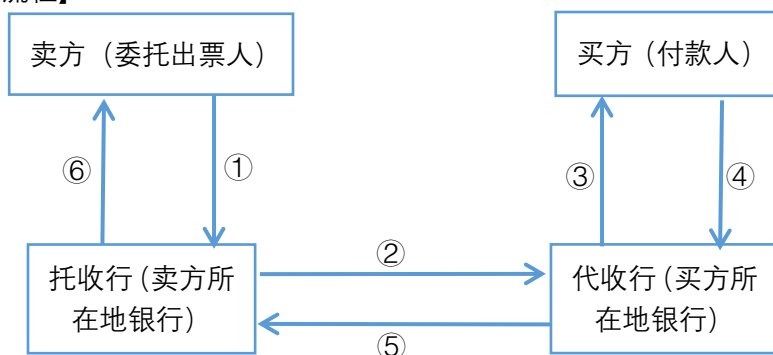 卖方（委托出票人）
买方（付款人）
⑥
①
③
④
②
托收行（卖方所
在地银行）
代收行（买方所
在地银行）
⑤